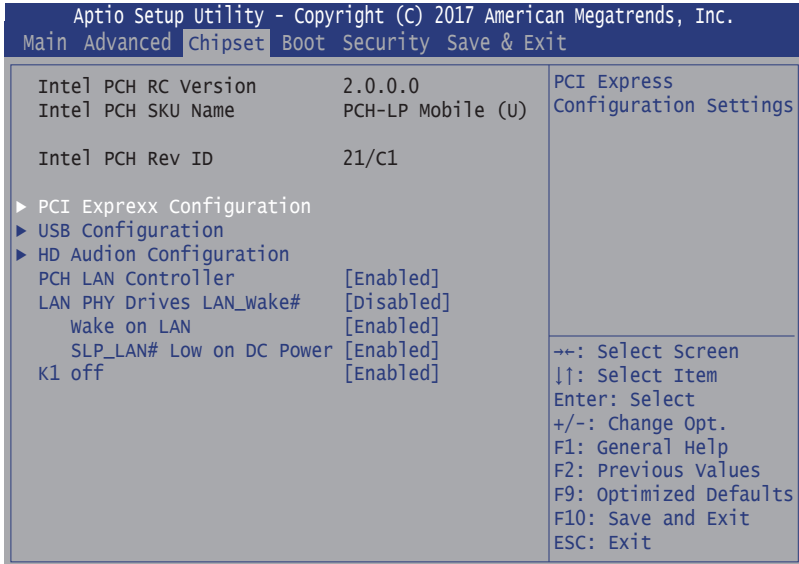 Aptio Setup Utility - Copyright (C) 2017 American Megatrends, Inc.
Main Advanced Chipset Boot Security Save & Exit
Intel PCH RC Version 2.0.0.0
Intel PCH SKU Name PCH-LP Mobile (U)
Intel PCH Rev ID 21/C1
▶ PCI Exprexx Configuration
▶ USB Configuration
▶ HD Audion Configuration
PCH LAN Controller [Enabled]
LAN PHY Drives LAN_Wake# [Disabled]
Wake on LAN [Enabled]
SLP_LAN# Low on DC Power [Enabled]
K1 off [Enabled]
PCI Express
Configuration Settings
→←: Select Screen
↓↑: Select Item
Enter: Select
+/-: Change Opt.
F1: General Help
F2: Previous Values
F9: Optimized Defaults
F10: Save and Exit
ESC: Exit